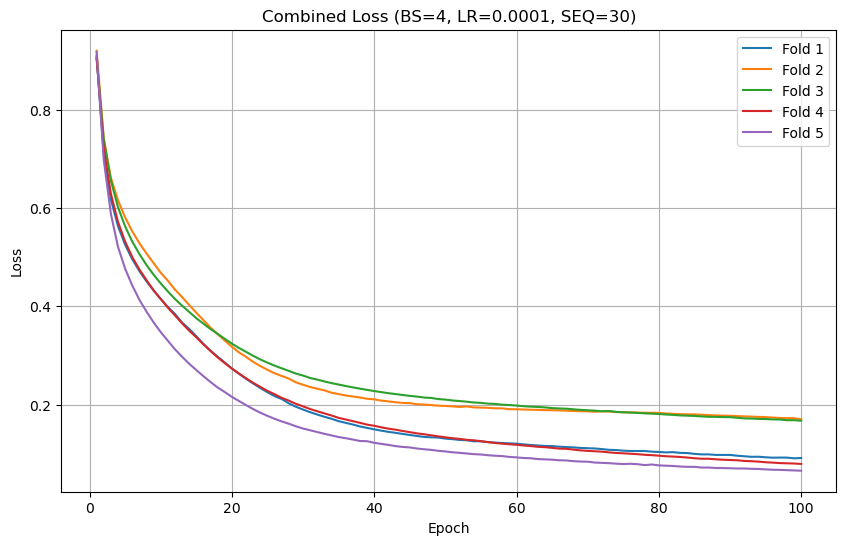 Combined Loss (BS=4, LR=0.0001, SEQ=30)
Fold 1
Fold 2
Fold 3
Fold 4
Fold 5
Loss
0.8
0.6
0.4
0.2
0
20
40
60
80
100
Epoch